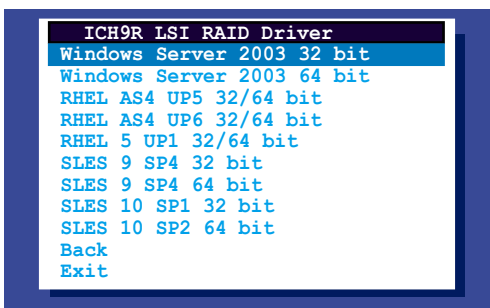 ICH9R LSI RAID Driver
Windows Server 2003 32 bit
Windows Server 2003 64 bit
RHEL AS4 UP5 32/64 bit
RHEL AS4 UP6 32/64 bit
RHEL 5 UP1 32/64 bit
SLES 9 SP4 32 bit
SLES 9 SP4 64 bit
SLES 10 SP1 32 bit
SLES 10 SP2 64 bit
Back
Exit